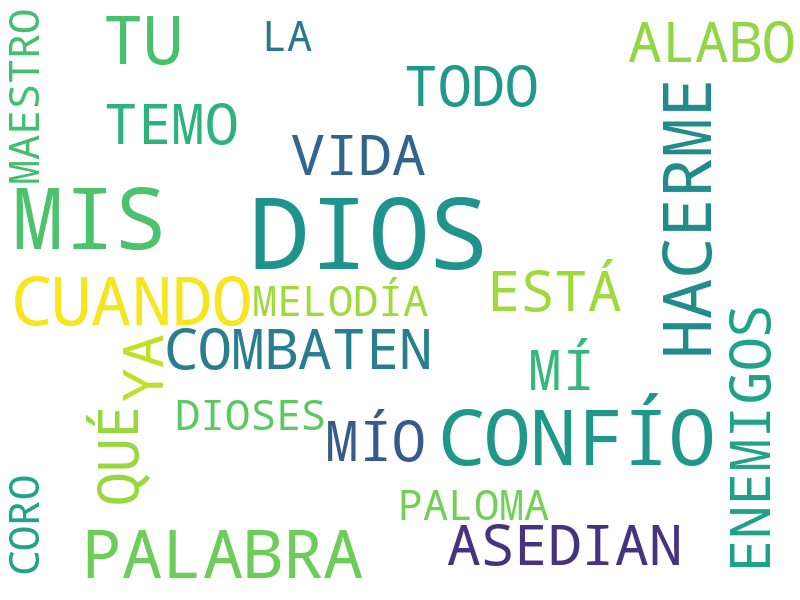 MAESTRO
TU
LA
ALABO
TODO
HACERME
TEMO
VIDA
MIS
DIOS
ESTÁ
CUANDO
MELODÍA
ENEMIGOS
COMBATEN
YA
MÍ
DIOSES
QUÉ
MÍO
CONFÍO
CORO
PALOMA
PALABRA
ASEDIAN